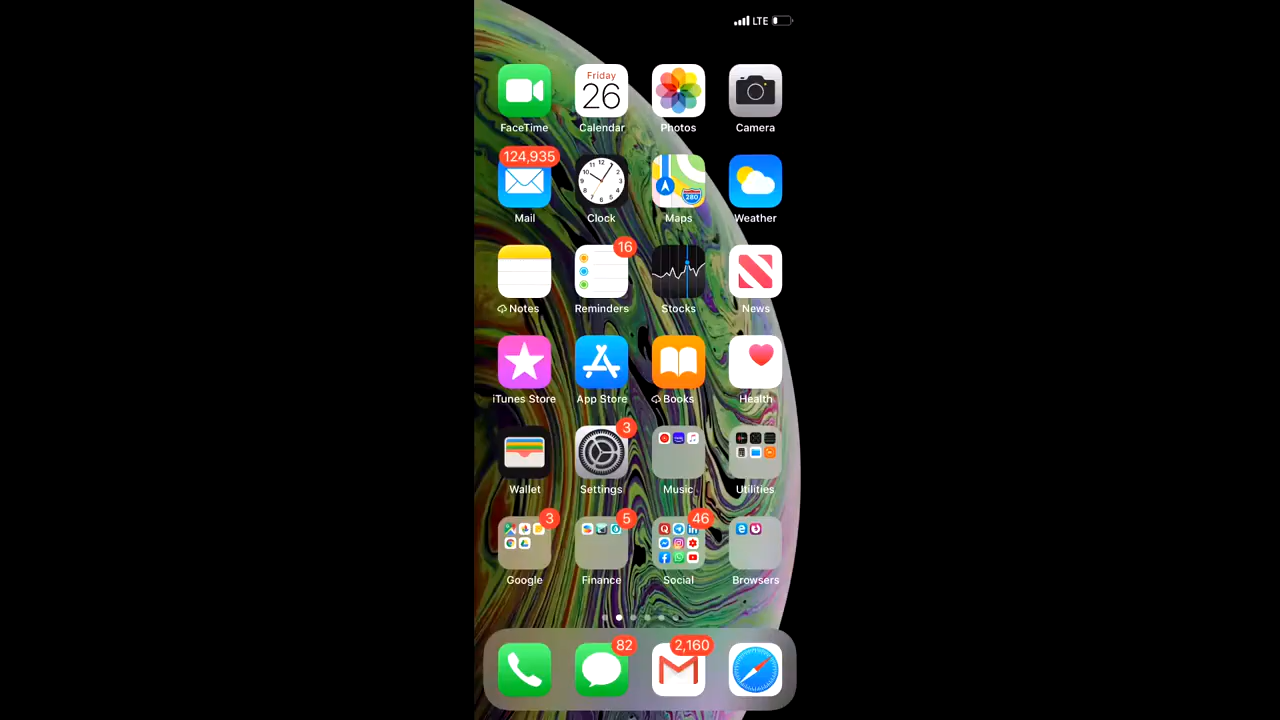 LTE
Friday
26
FaceTime Calendar Photos Camera
124,935
12
280
Mail Clock Maps Weather
16
Notes Reminders Stocks News
iTunes Store App Store Books Health
3
Wallet Settings Music Utilities
3 5 46
Google Finance Social Browsers
82 2,160